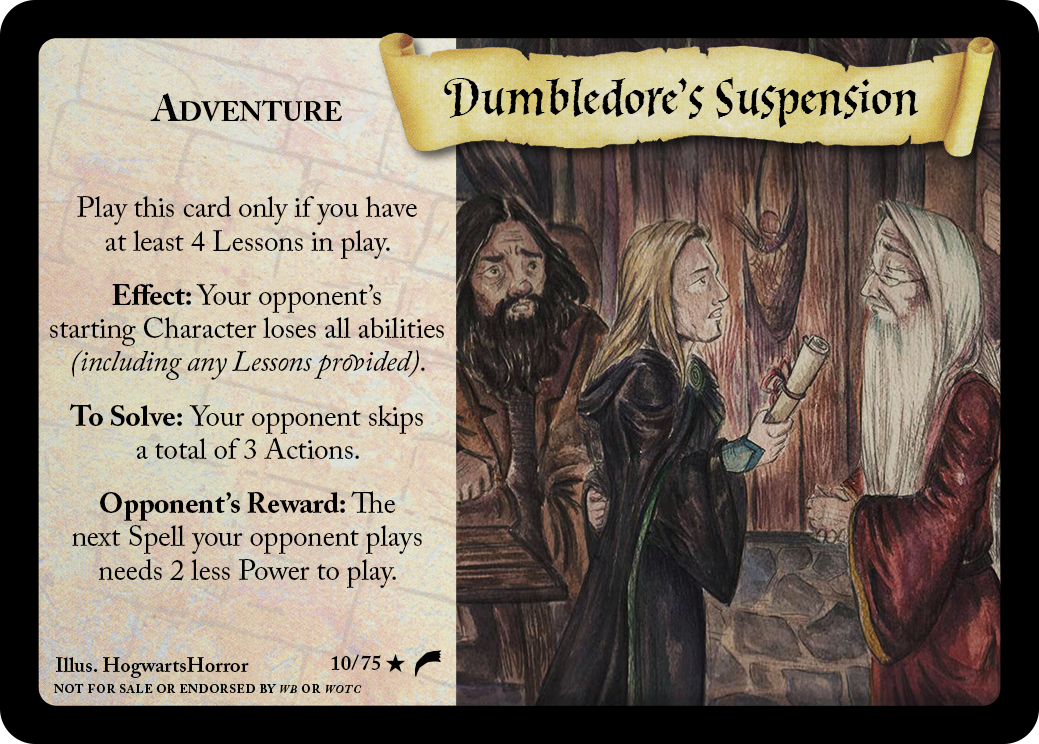 Dumbledore's Suspension
Adventure
Play this card only if you have
at least 4 Lessons in play.
Effect: Your opponent's
starting Character loses all abilities
(including any Lessons provided).
To Solve: Your opponent skips
a total of 3 Actions.
Opponent's Reward: The
next Spell your opponent plays
needs 2 less Power to play.
Illus. HogwartsHorror 10/75 ★
NOT FOR SALE OR ENDORSED BY WB OR WOTC